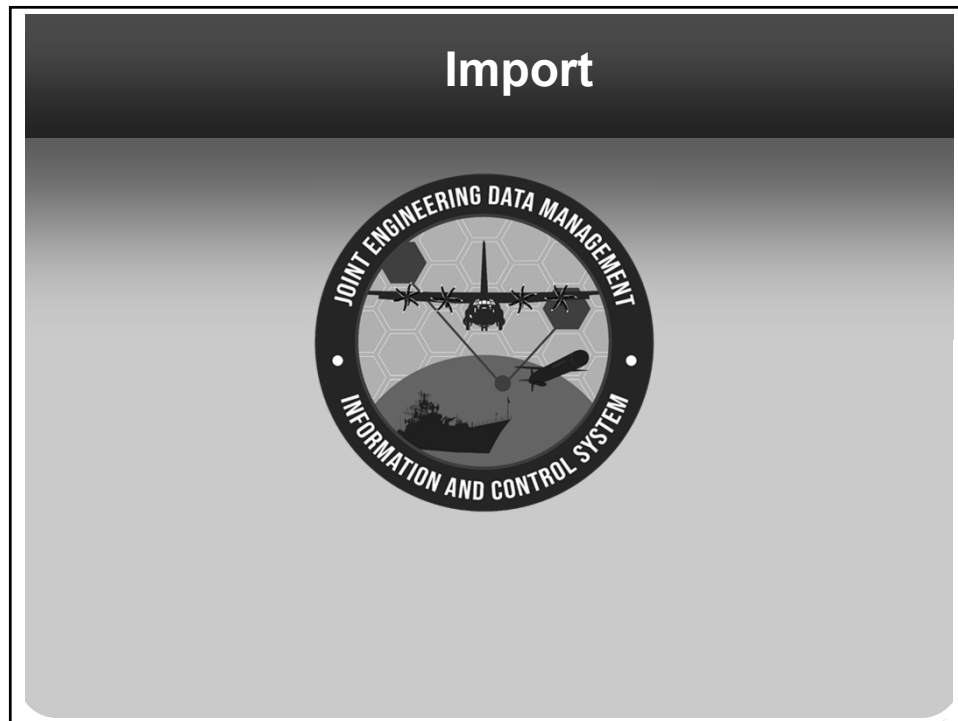 Import
JOINT ENGINEERING DATA MANAGEMENT
INFORMATION AND CONTROL SYSTEM